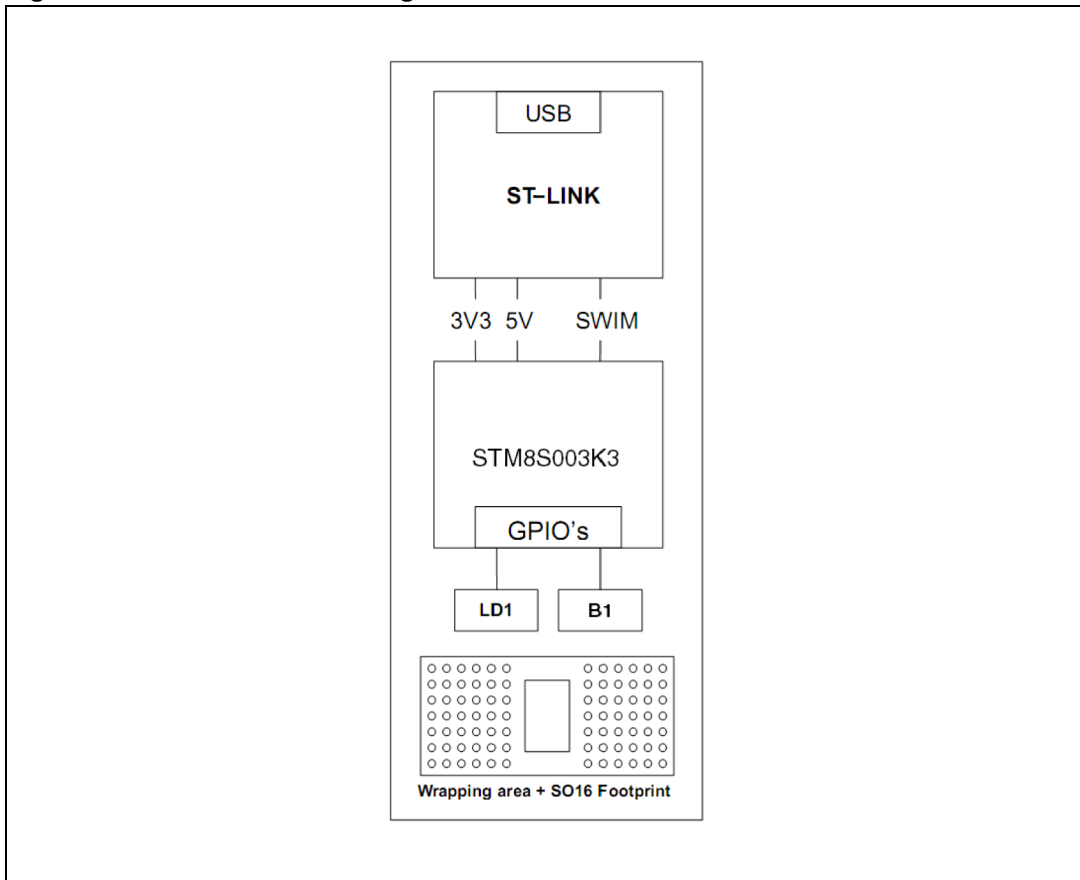 USB
ST–LINK
3V3 5V SWIM
STM8S003K3
GPIO's
LD1 B1
Wrapping area + SO16 Footprint